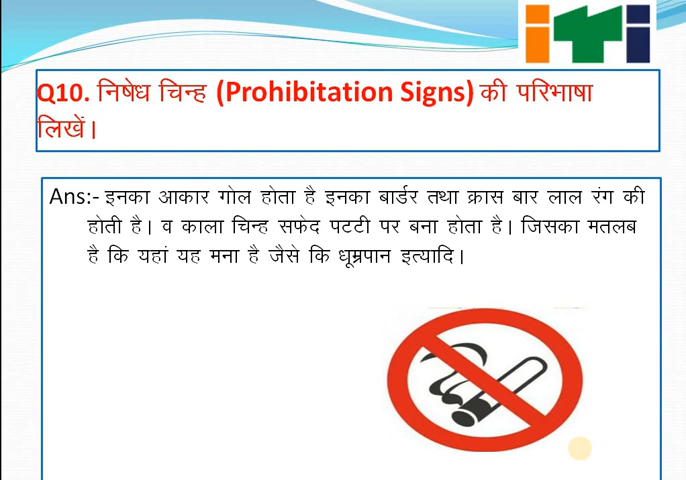 iTi
Q10. निषेध चिन्ह (Prohibitation Signs) की परिभाषा
लिखें।
Ans:- इनका आकार गोल होता है इनका बार्डर तथा क्रास बार लाल रंग की
होती है। व काला चिन्ह सफेद पटटी पर बना होता है। जिसका मतलब
है कि यहां यह मना है जैसे कि धूम्रपान इत्यादि।